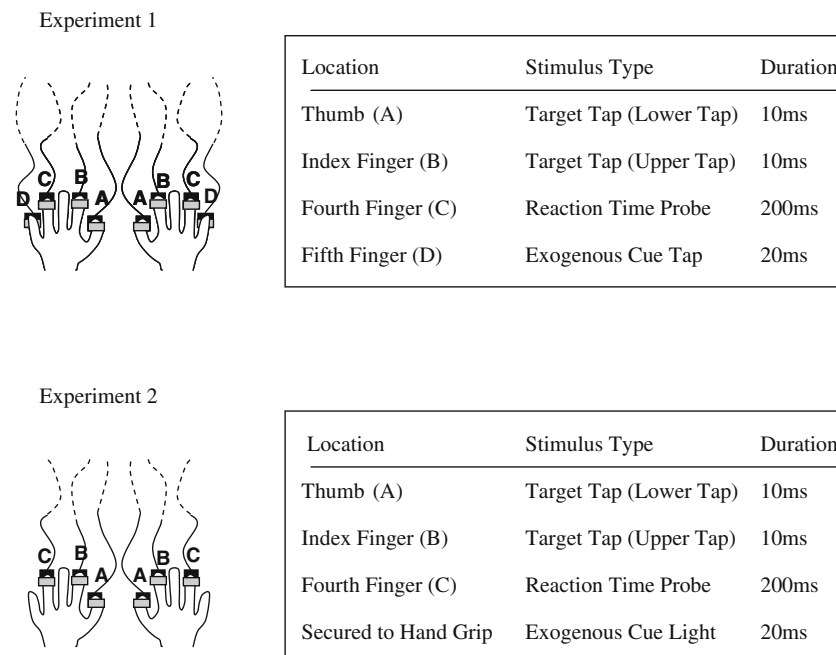 Experiment 1
Location Stimulus Type Duration
Thumb (A) Target Tap (Lower Tap) 10ms
Index Finger (B) Target Tap (Upper Tap) 10ms
Fourth Finger (C) Reaction Time Probe 200ms
Fifth Finger (D) Exogenous Cue Tap 20ms
D C B A A B C D
Experiment 2
Location Stimulus Type Duration
Thumb (A) Target Tap (Lower Tap) 10ms
Index Finger (B) Target Tap (Upper Tap) 10ms
Fourth Finger (C) Reaction Time Probe 200ms
Secured to Hand Grip Exogenous Cue Light 20ms
C B A A B C